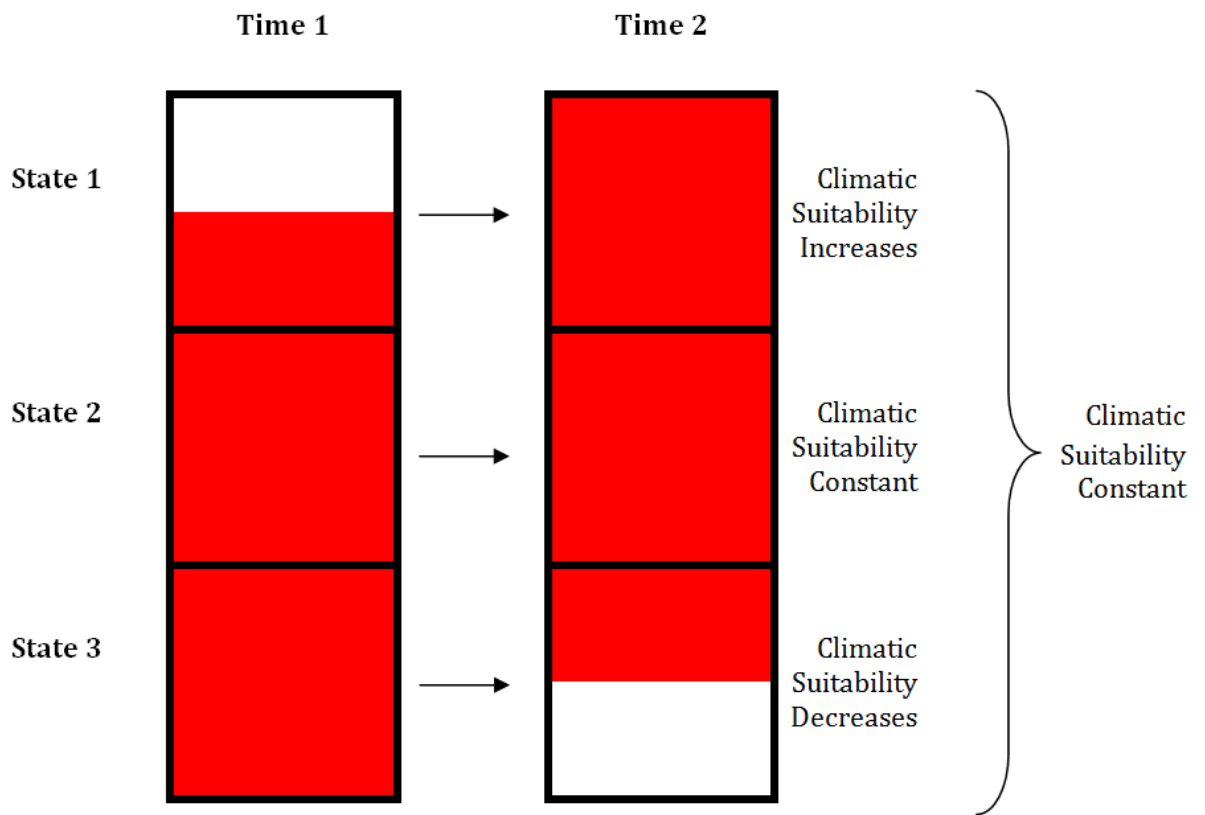 Time 1
Time 2
State 1
Climatic
Suitability
Increases
State 2
Climatic
Suitability
Constant
Climatic
Suitability
Constant
State 3
Climatic
Suitability
Decreases